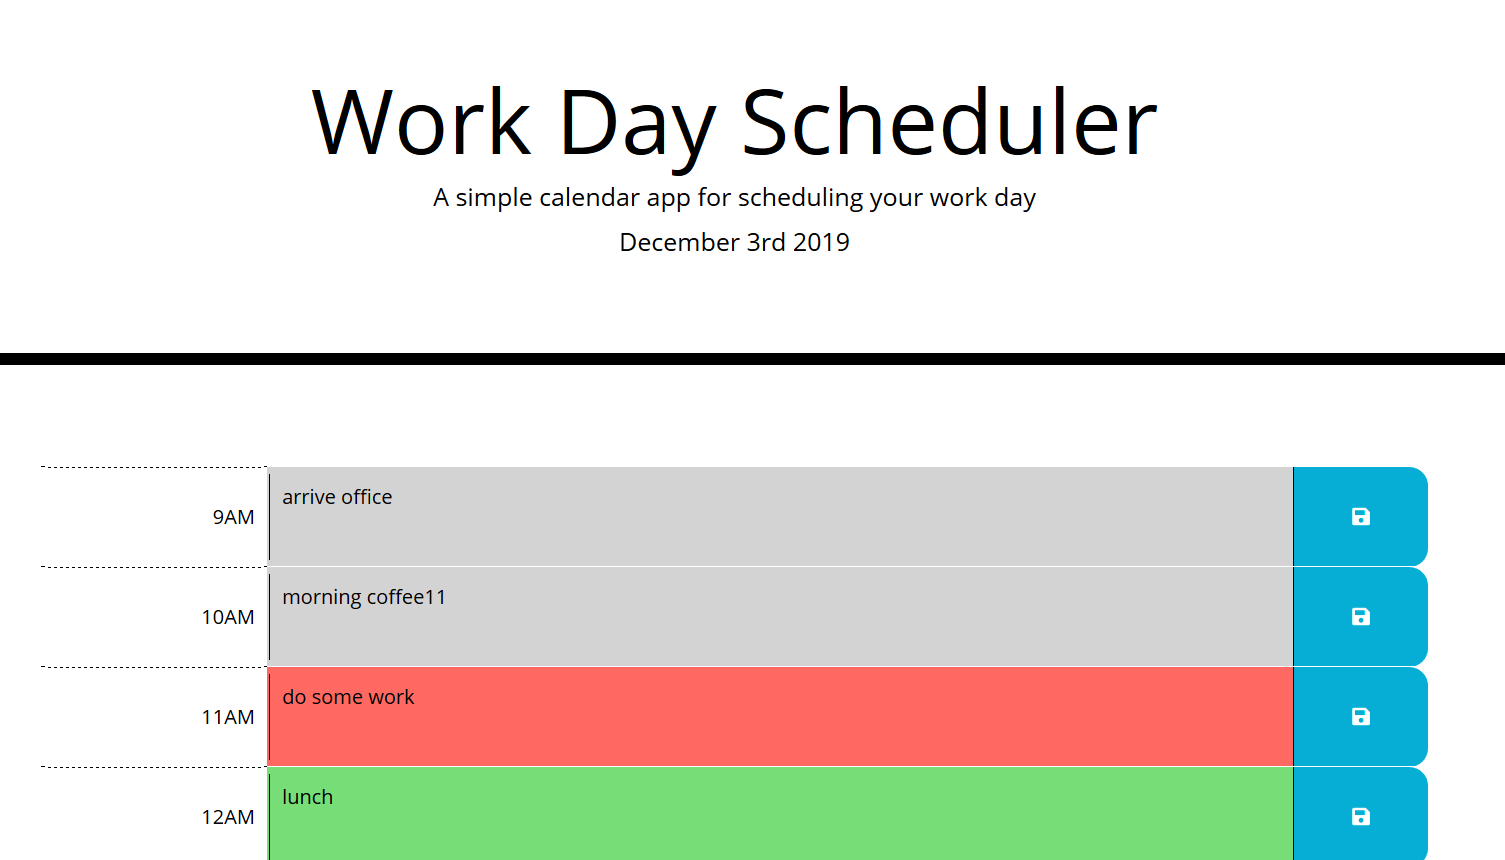 Work Day Scheduler
A simple calendar app for scheduling your work day
December 3rd 2019
9AM
arrive office
10AM
morning coffee11
11AM
do some work
12AM
lunch